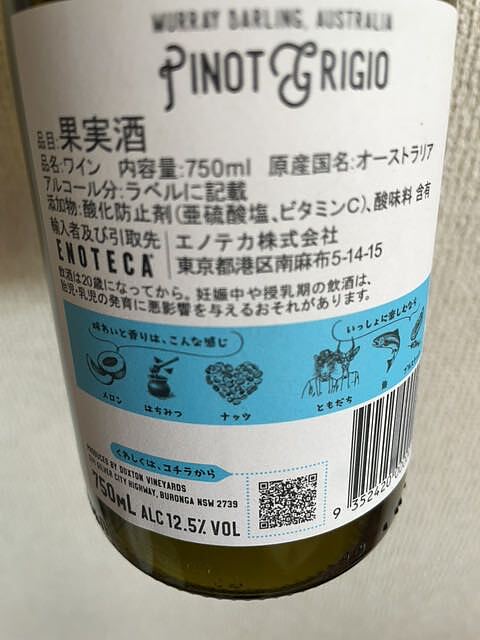 MURRAY DARLING, AUSTRALIA
PINOT GRIGIO
品目:果実酒
品名:ワイン 内容量:750ml 原産国名:オーストラリア
アルコール分:ラベルに記載
添加物:酸化防止剤(亜硫酸塩、ビタミンC)、酸味料 含有
輸入者及び引取先 エノテカ株式会社
ENOTECA 東京都港区南麻布5-14-15
飲酒は20歳になってから。妊娠中や授乳期の飲酒は、
胎児・乳児の発育に悪影響を与えるおそれがあります。
味わいと香りは、こんな感じ
いっしょに楽しむなら
メロン はちみつ ナッツ ともだち 魚
くわしくは、コチラから
PRODUCED BY DUXTON VINEYARDS
SILVER CITY HIGHWAY, BURONGA NSW 2739
750ML ALC 12.5% VOL
9 352420